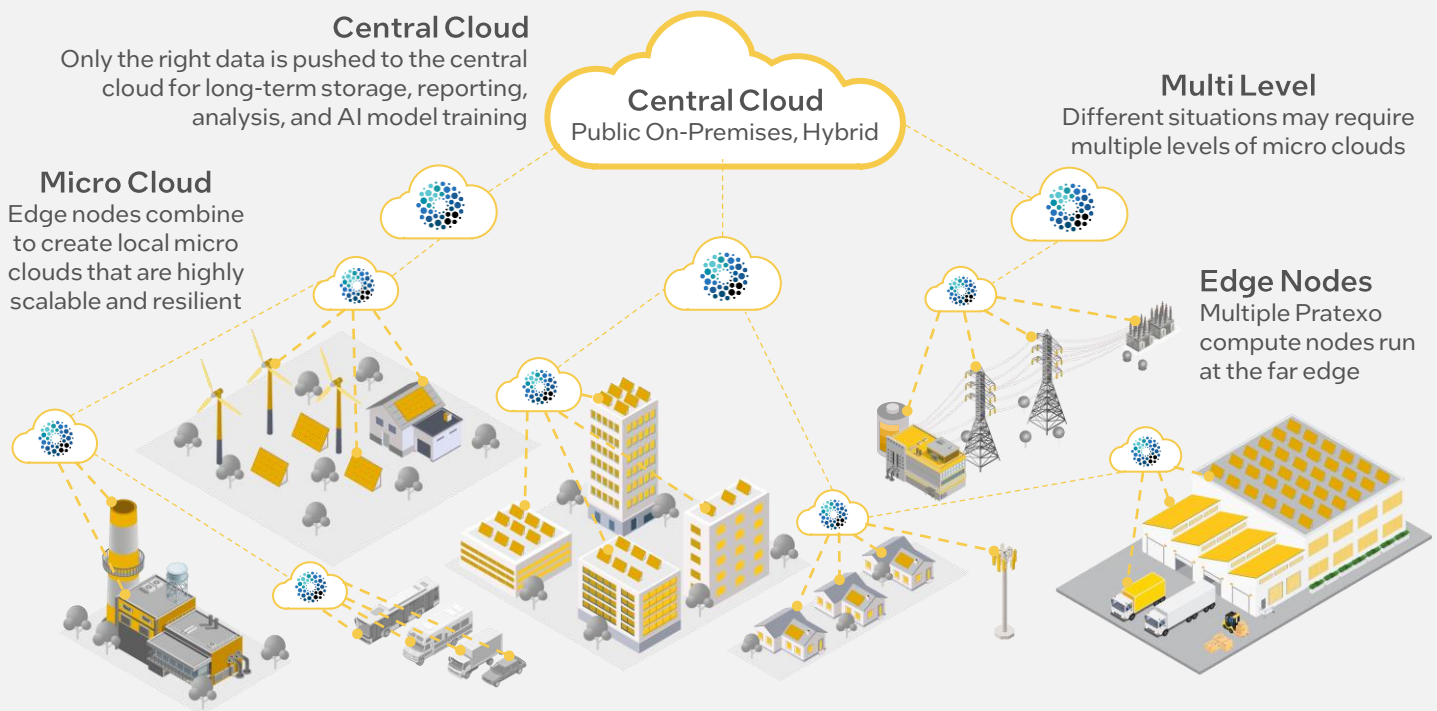 Central Cloud
Only the right data is pushed to the central
cloud for long-term storage, reporting,
analysis, and AI model training
Central Cloud
Public On-Premises, Hybrid
Multi Level
Different situations may require
multiple levels of micro clouds
Micro Cloud
Edge nodes combine
to create local micro
clouds that are highly
scalable and resilient
Edge Nodes
Multiple Pratexo
compute nodes run
at the far edge